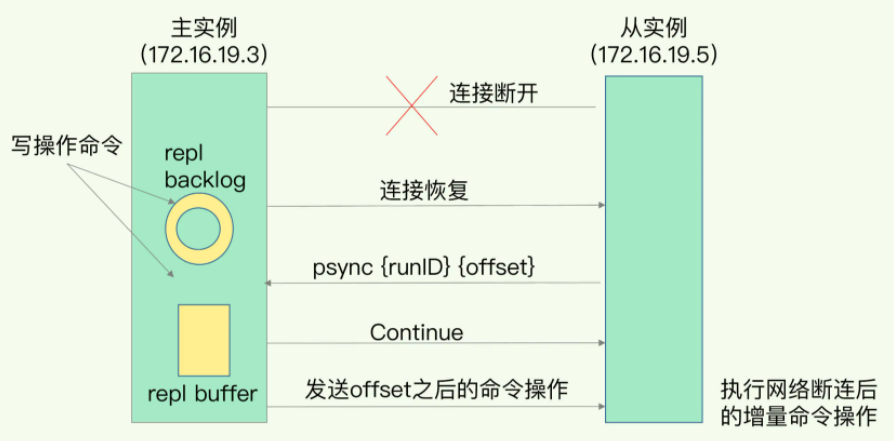 主实例
(172.16.19.3)
从实例
(172.16.19.5)
连接断开
写操作命令
repl
backlog
连接恢复
psync {runID} {offset}
Continue
repl buffer
发送offset之后的命令操作
执行网络断连后
的增量命令操作